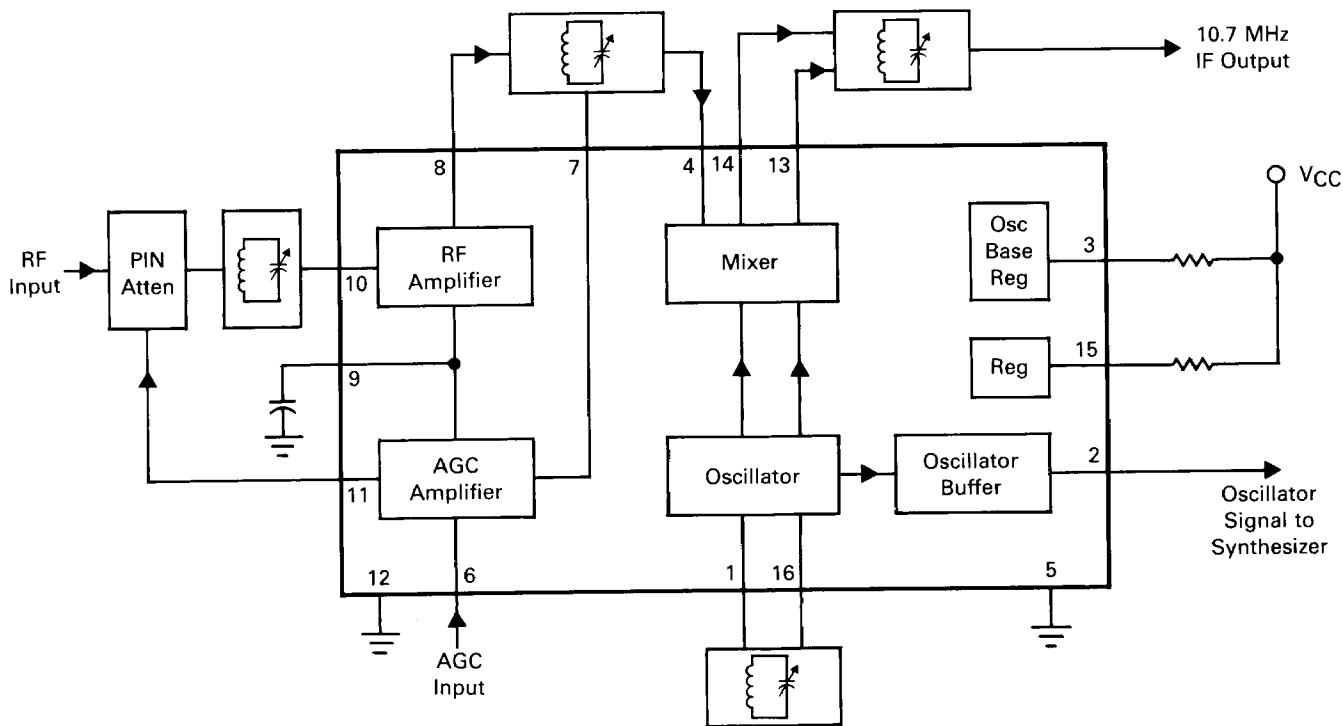 10.7 MHz
IF Output
8
7
4
14
13
VCC
RF
Input
PIN
Atten
10
RF
Amplifier
Mixer
Osc
Base
Reg
3
9
Reg
15
11
AGC
Amplifier
Oscillator
Oscillator
Buffer
2
Oscillator
Signal to
Synthesizer
12
6
1
16
5
AGC
Input